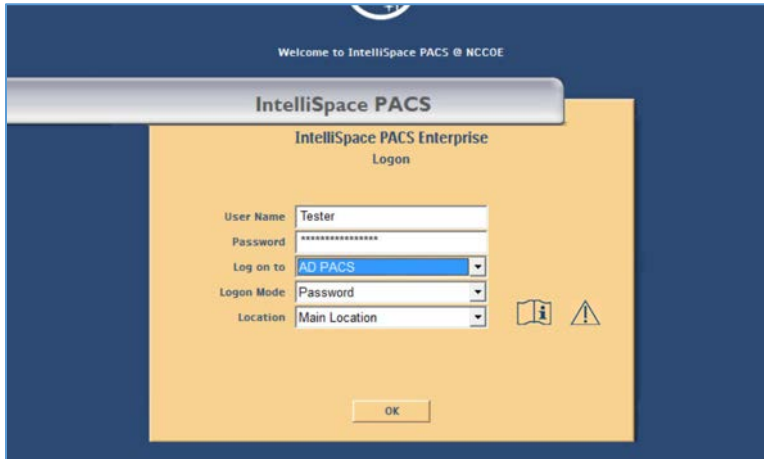 Welcome to IntelliSpace PACS @ NCCOE
IntelliSpace PACS
IntelliSpace PACS Enterprise
Logon
User Name Tester
Password ****************
Log on to AD PACS
Logon Mode Password
Location Main Location
OK